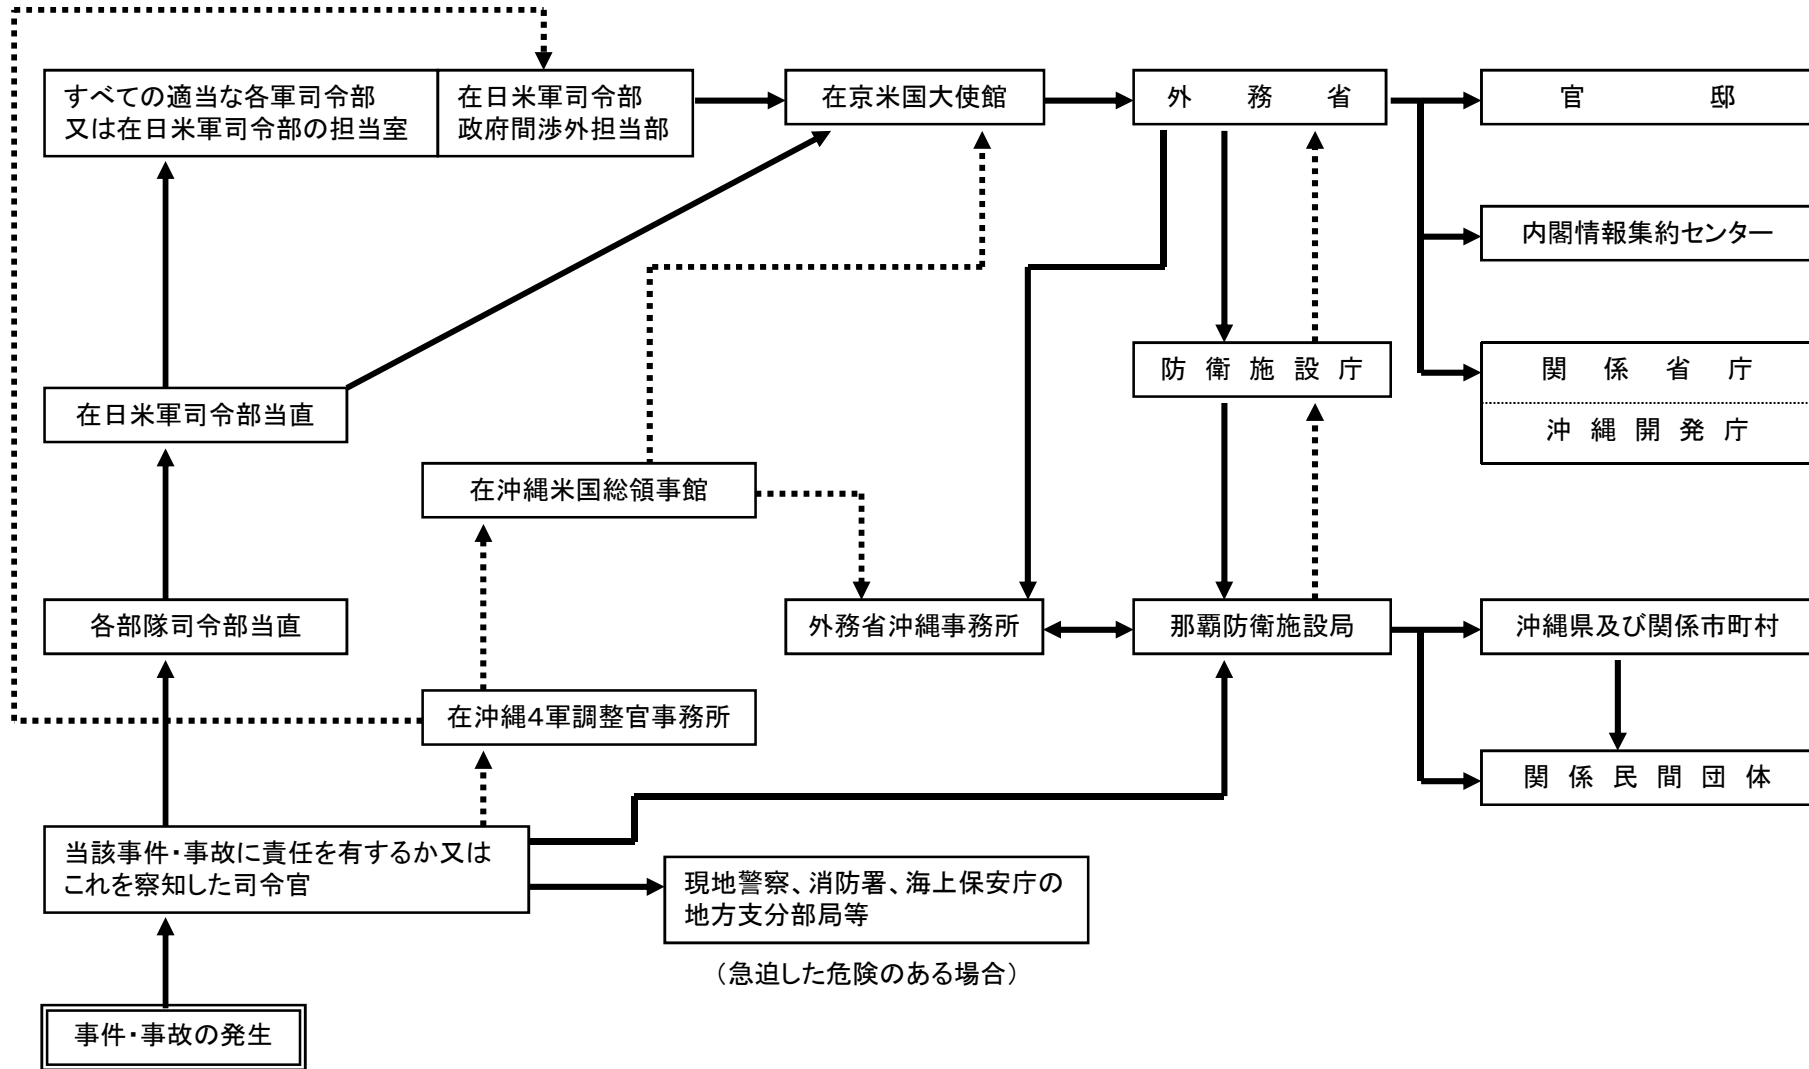 すべての適当な各軍司令部
又は在日米軍司令部の担当室
在日米軍司令部
政府間渉外担当部
在京米国大使館
外務省
官邸
内閣情報集約センター
防衛施設庁
関係省庁
沖縄開発庁
在日米軍司令部当直
在沖縄米国総領事館
各部隊司令部当直
外務省沖縄事務所
那覇防衛施設局
沖縄県及び関係市町村
在沖縄4軍調整官事務所
関係民間団体
当該事件・事故に責任を有するか又は
これを察知した司令官
現地警察、消防署、海上保安庁の
地方支分部局等
（急迫した危険のある場合）
事件・事故の発生